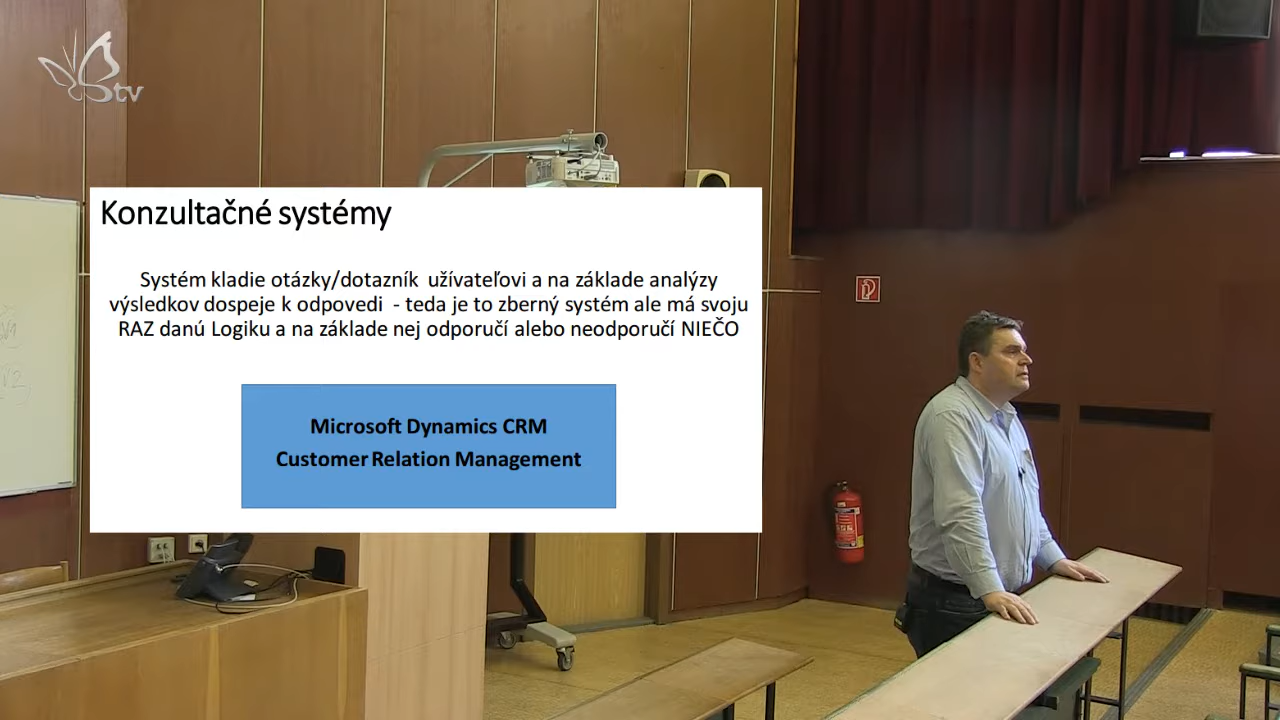 tv
Konzultačné systémy
Systém kladie otázky/dotazník užívateľovi a na základe analýzy
výsledkov dospeje k odpovedi - teda je to zberný systém ale má svoju
RAZ danú Logiku a na základe nej odporučí alebo neodporučí NIEČO
Microsoft Dynamics CRM
Customer Relation Management